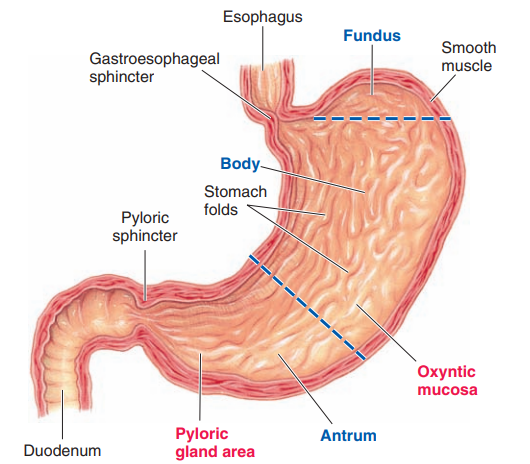 Esophagus
Fundus
Smooth
muscle
Gastroesophageal
sphincter
Body
Stomach
folds
Pyloric
sphincter
Oxyntic
mucosa
Pyloric
gland area
Antrum
Duodenum